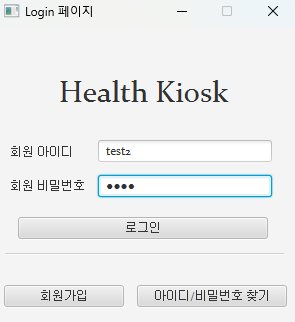 Login 페이지
Health Kiosk
회원 아이디 test2
회원 비밀번호 ●●●●
로그인
회원가입 아이디/비밀번호 찾기